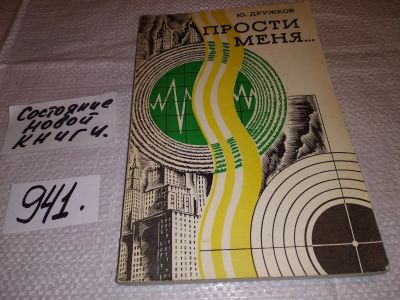 Ю. ДРУЖКОВ
ПРОСТИ
МЕНЯ...
Состояние
новой
книги.
941.